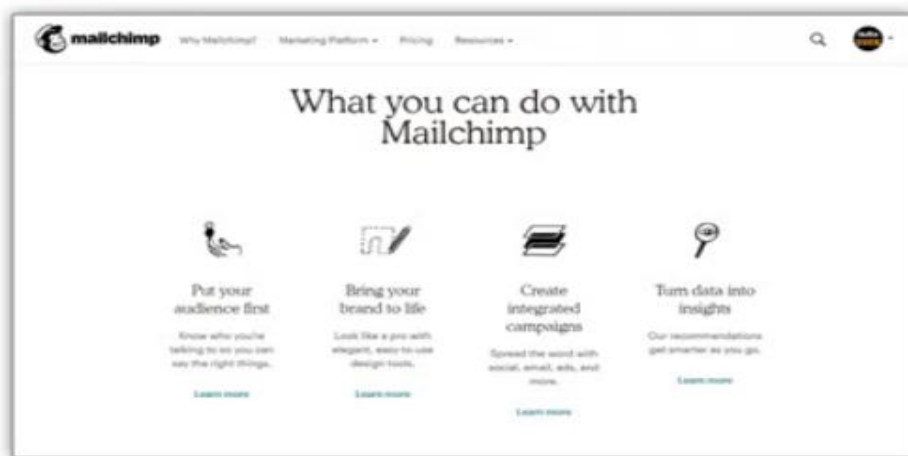 mailchimp Why Mailchimp? Marketing Platform Pricing Resources
What you can do with
Mailchimp
Put your
audience first
Know who you're
talking to so you can
say the right things.
Learn more
Bring your
brand to life
Look like a pro with
elegant, easy-to-use
design tools.
Learn more
Create
integrated
campaigns
Spread the word with
social, email, ads, and
more.
Learn more
Turn data into
insights
Our recommendations
get smarter as you go.
Learn more